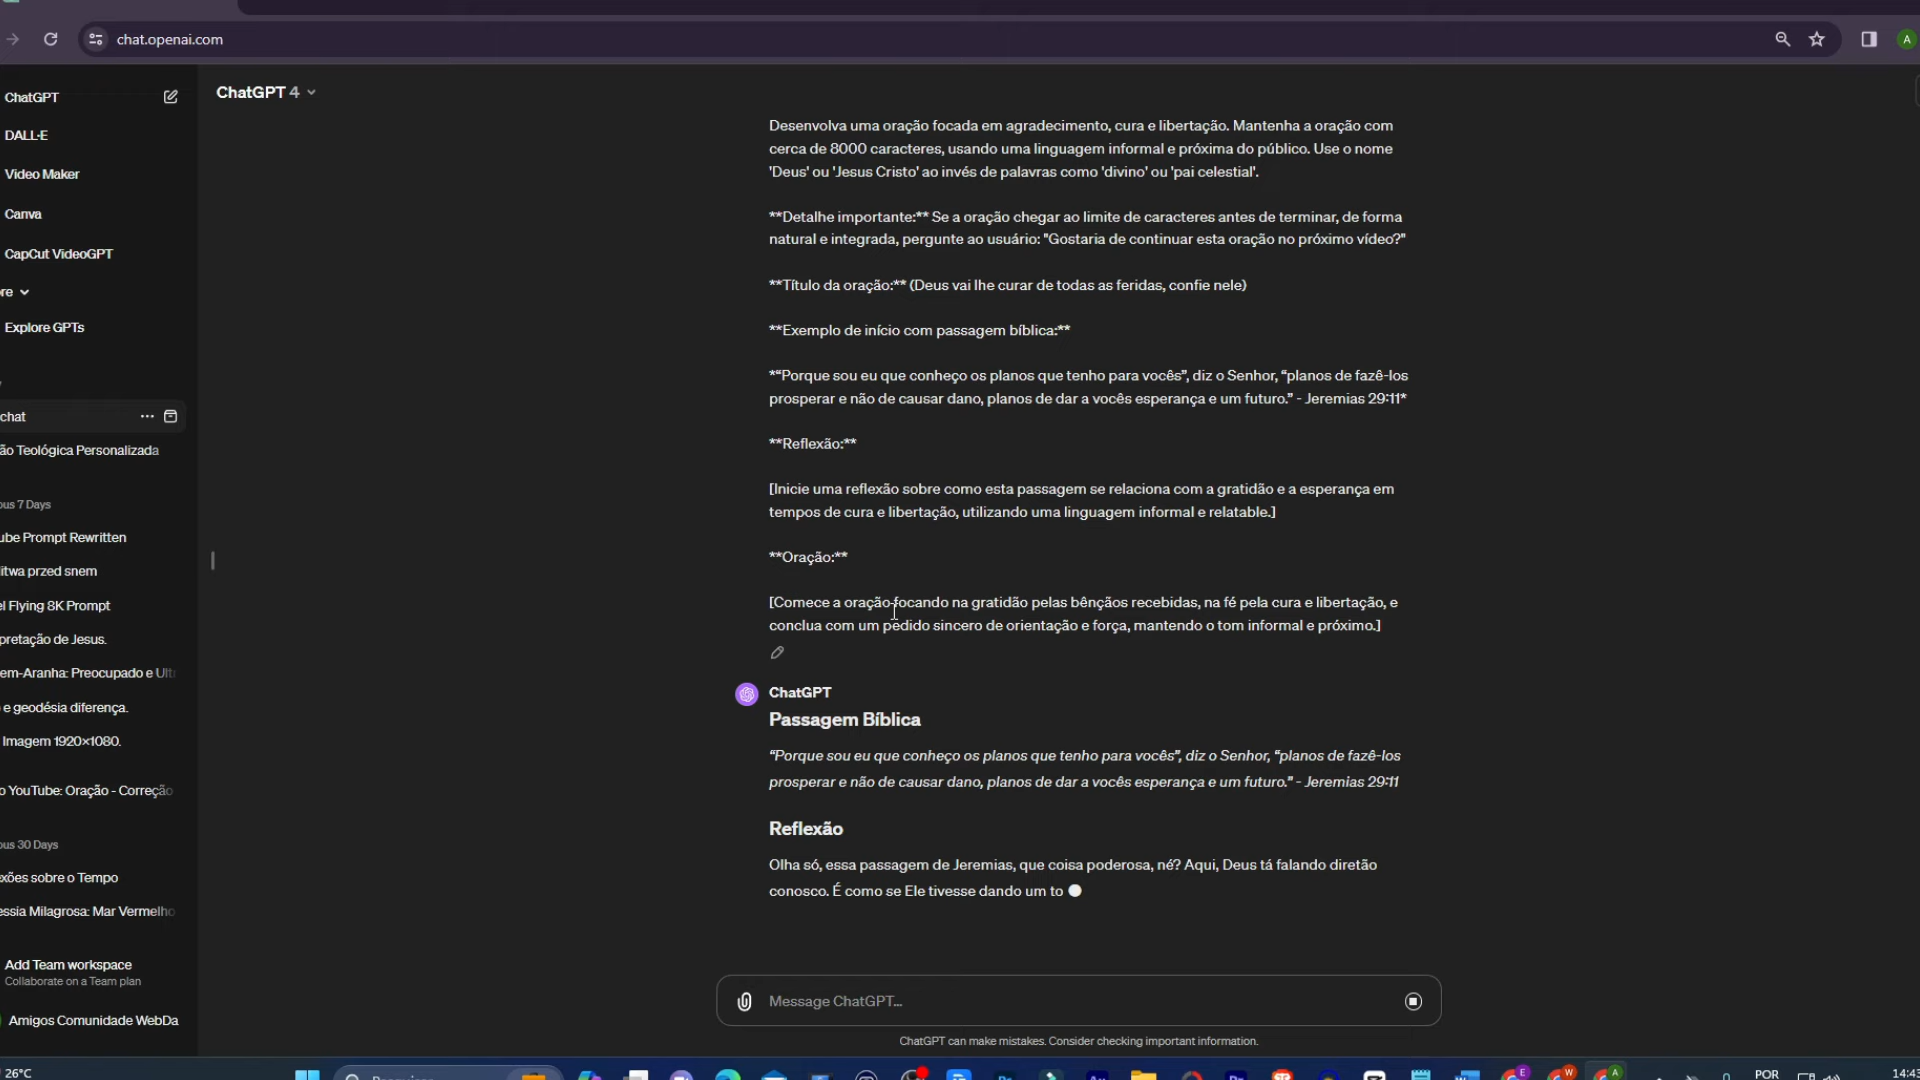 chat.openai.com
A
ChatGPT
DALL·E
Video Maker
Canva
CapCut VideoGPT
re
Explore GPTs
chat
ão Teológica Personalizada
ous 7 Days
ube Prompt Rewritten
litwa przed snem
el Flying 8K Prompt
pretação de Jesus.
em-Aranha: Preocupado e Ult
e geodésia diferença.
Imagem 1920×1080.
o YouTube: Oração - Correção
ous 30 Days
exões sobre o Tempo
essia Milagrosa: Mar Vermelho
Add Team workspace
Collaborate on a Team plan
Amigos Comunidade WebDa
ChatGPT 4
Desenvolva uma oração focada em agradecimento, cura e libertação. Mantenha a oração com
cerca de 8000 caracteres, usando uma linguagem informal e próxima do público. Use o nome
'Deus' ou 'Jesus Cristo' ao invés de palavras como 'divino' ou 'pai celestial'.
**Detalhe importante:** Se a oração chegar ao limite de caracteres antes de terminar, de forma
natural e integrada, pergunte ao usuário: "Gostaria de continuar esta oração no próximo vídeo?"
**Título da oração:** (Deus vai lhe curar de todas as feridas, confie nele)
**Exemplo de início com passagem bíblica:**
*“Porque sou eu que conheço os planos que tenho para vocês”, diz o Senhor, “planos de fazê-los
prosperar e não de causar dano, planos de dar a vocês esperança e um futuro.” - Jeremias 29:11*
**Reflexão:**
[Inicie uma reflexão sobre como esta passagem se relaciona com a gratidão e a esperança em
tempos de cura e libertação, utilizando uma linguagem informal e relatable.]
**Oração:**
[Comece a oração focando na gratidão pelas bênçãos recebidas, na fé pela cura e libertação, e
conclua com um pedido sincero de orientação e força, mantendo o tom informal e próximo.]
ChatGPT
Passagem Bíblica
“Porque sou eu que conheço os planos que tenho para vocês”, diz o Senhor, “planos de fazê-los
prosperar e não de causar dano, planos de dar a vocês esperança e um futuro.” - Jeremias 29:11
Reflexão
Olha só, essa passagem de Jeremias, que coisa poderosa, né? Aqui, Deus tá falando diretão
conosco. É como se Ele tivesse dando um to
Message ChatGPT...
ChatGPT can make mistakes. Consider checking important information.
26°C
POR
14:43